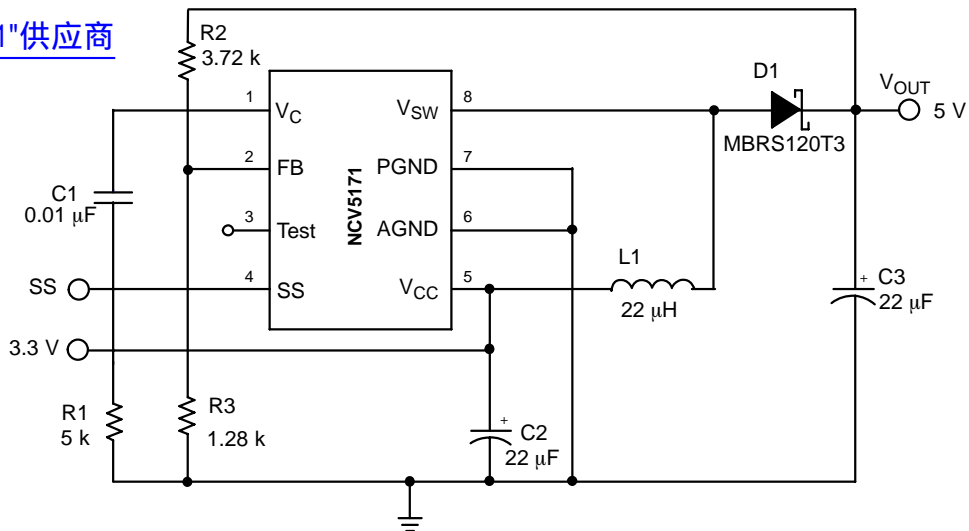 1"供应商
R2
3.72 k
D1
VOUT
5 V
MBRS120T3
1
VC
VSW
8
2
FB
PGND
7
NCV5171
C1
0.01 μF
3
Test
AGND
6
L1
22 μH
SS
4
SS
VCC
5
C3
+
22 μF
3.3 V
R1
5 k
R3
1.28 k
+
C2
22 μF